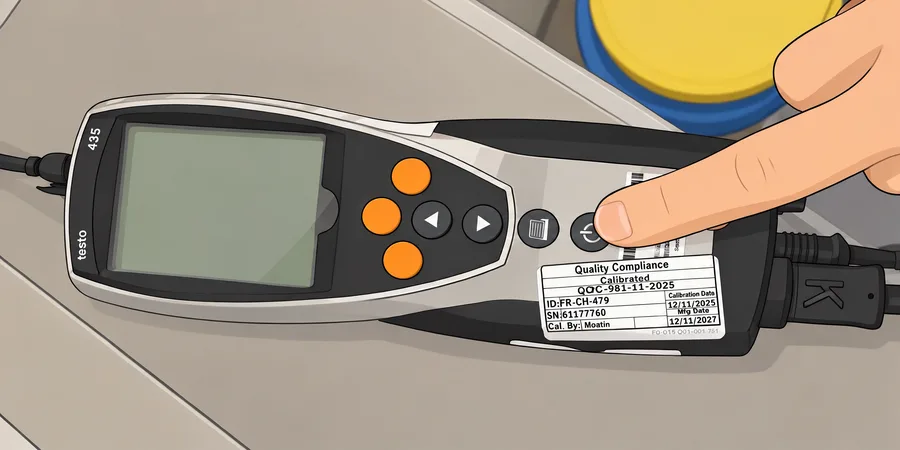 435
testo
Quality Compliance
Calibrated
QOC-981-11-2025
ID:FR-CH-479
Calibration Date
12/11/2025
SN:61177760
Mfg Date
12/11/2027
Cal. By: Moatin
K